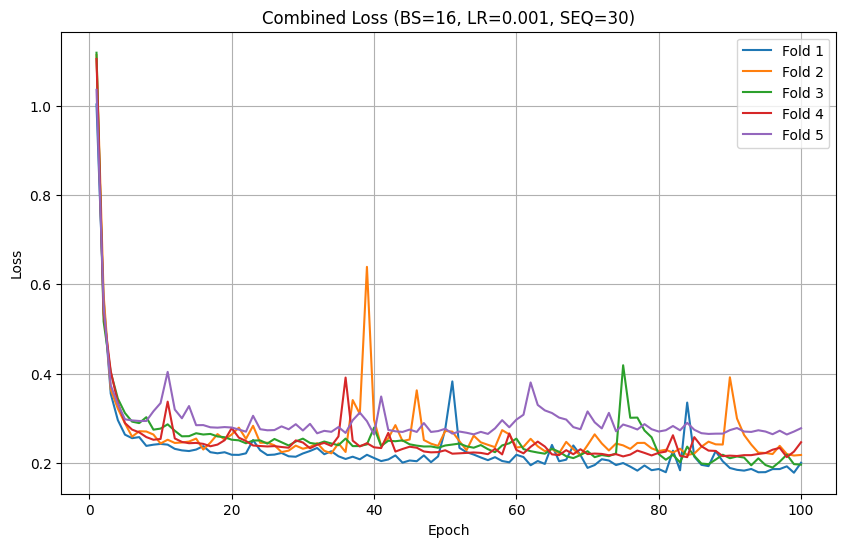 Combined Loss (BS=16, LR=0.001, SEQ=30)
Fold 1
Fold 2
Fold 3
Fold 4
Fold 5
1.0
0.8
0.6
0.4
0.2
Loss
0 20 40 60 80 100
Epoch